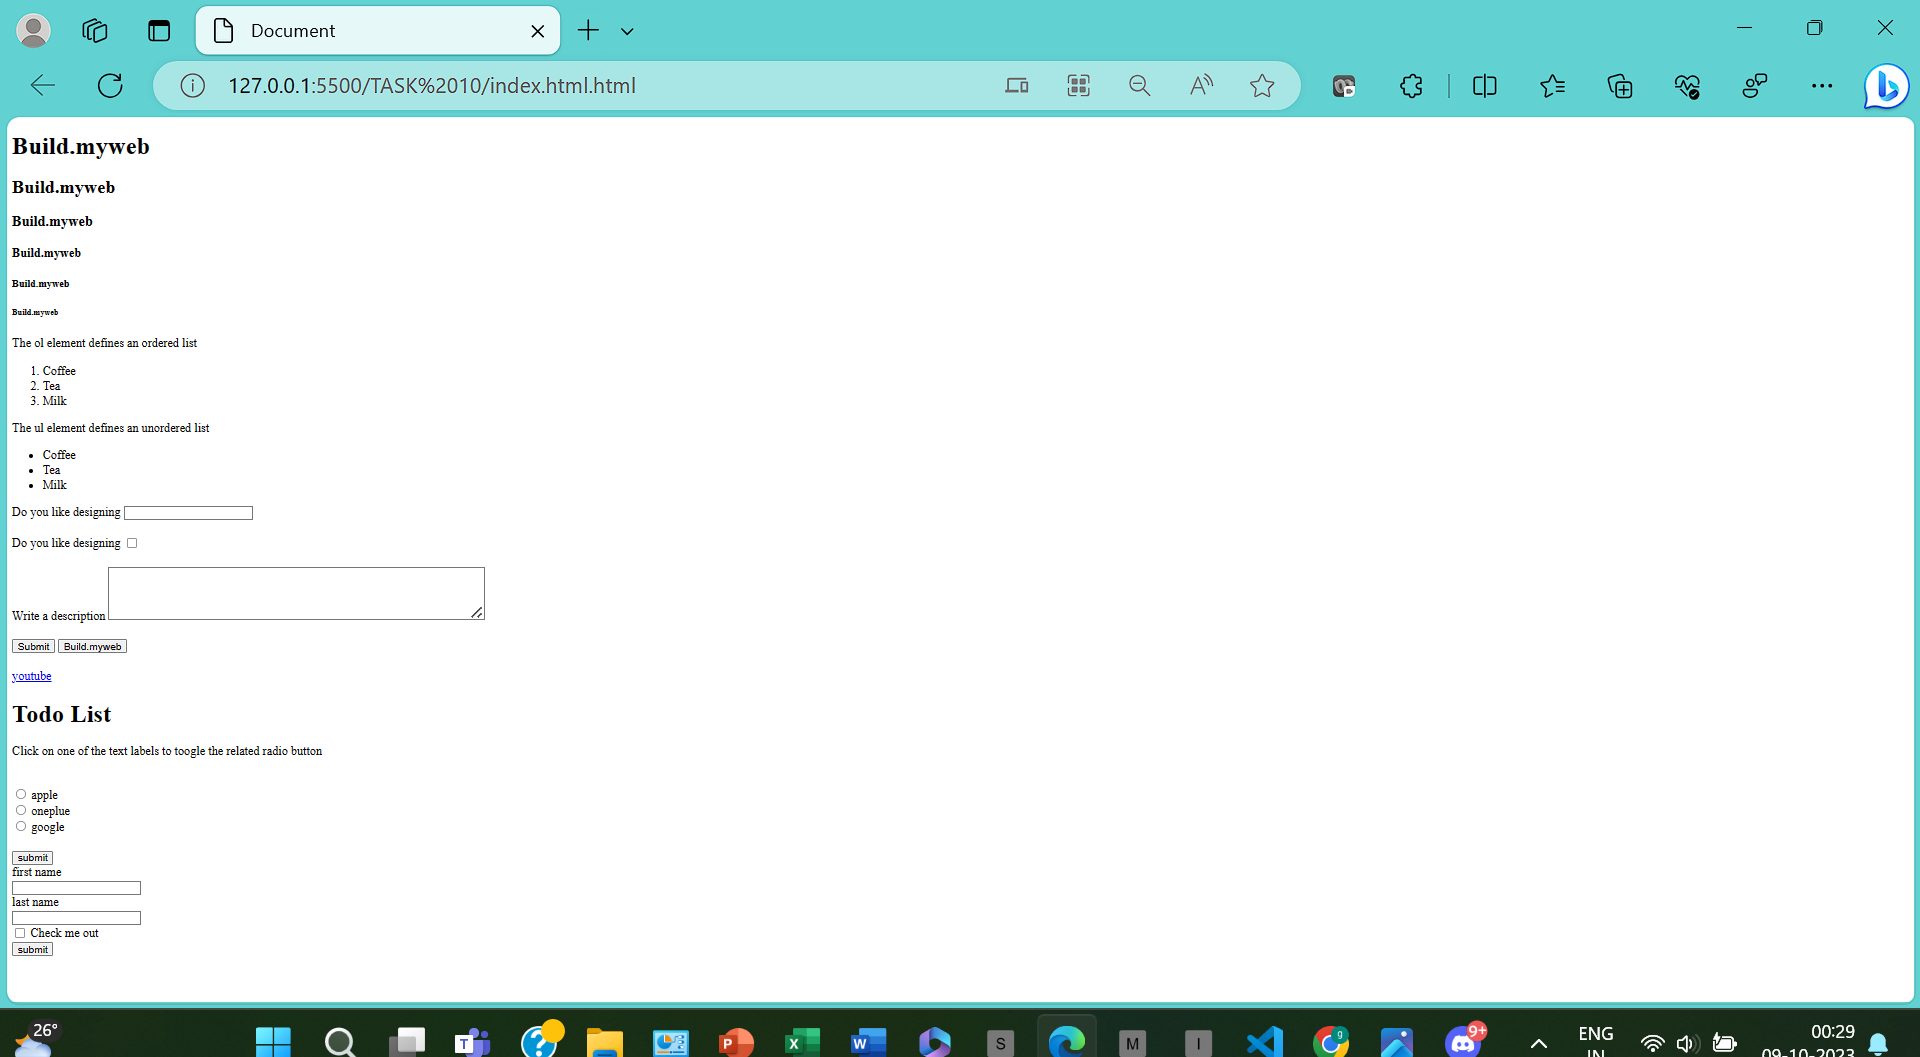 Document
127.0.0.1:5500/TASK%2010/index.html.html
Build.myweb
Build.myweb
Build.myweb
Build.myweb
Build.myweb
Build.myweb
The ol element defines an ordered list
1. Coffee
2. Tea
3. Milk
The ul element defines an unordered list
• Coffee
• Tea
• Milk
Do you like designing
Do you like designing
Write a description
Submit Build.myweb
youtube
Todo List
Click on one of the text labels to toogle the related radio button
apple
oneplue
google
submit
first name
last name
Check me out
submit
26°
T
P
X
W
S
M
I
9
9+
ENG
IN
00:29
09-10-2023